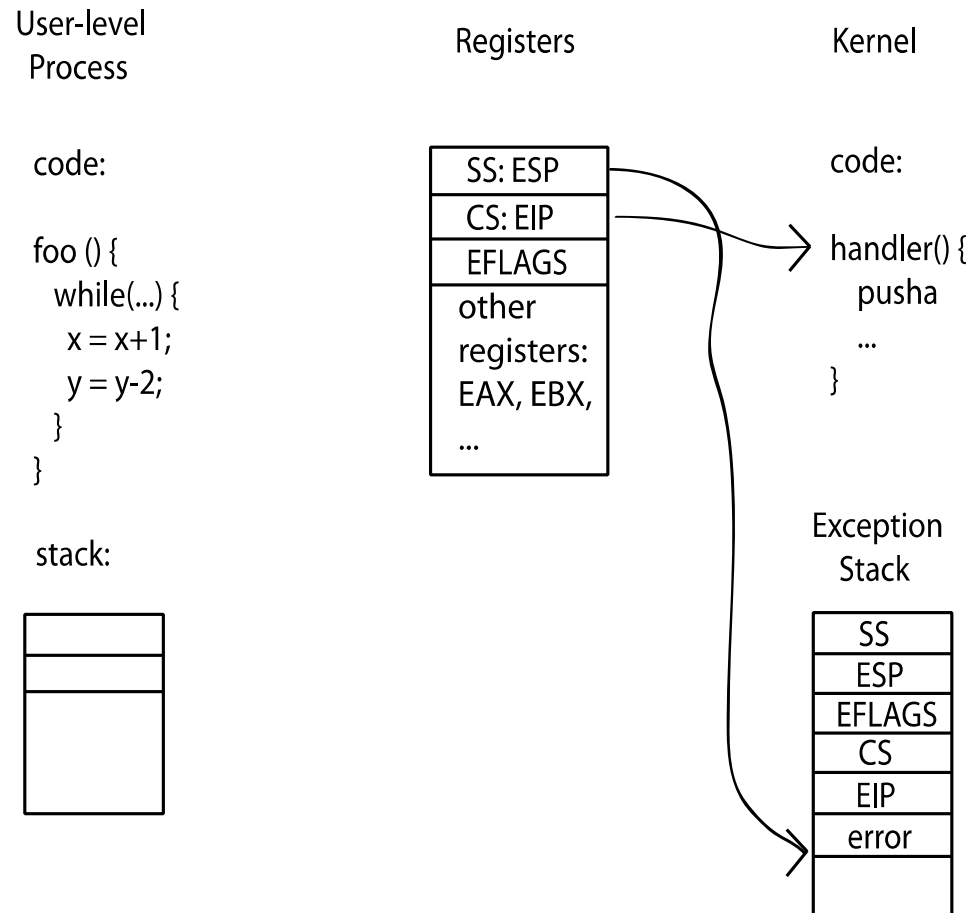 User-level
Process
code:
foo () {
while(...) {
x = x+1;
y = y-2;
}
}
stack:
Registers
SS: ESP
CS: EIP
EFLAGS
other
registers:
EAX, EBX,
...
Kernel
code:
handler() {
pusha
...
}
Exception
Stack
SS
ESP
EFLAGS
CS
EIP
error